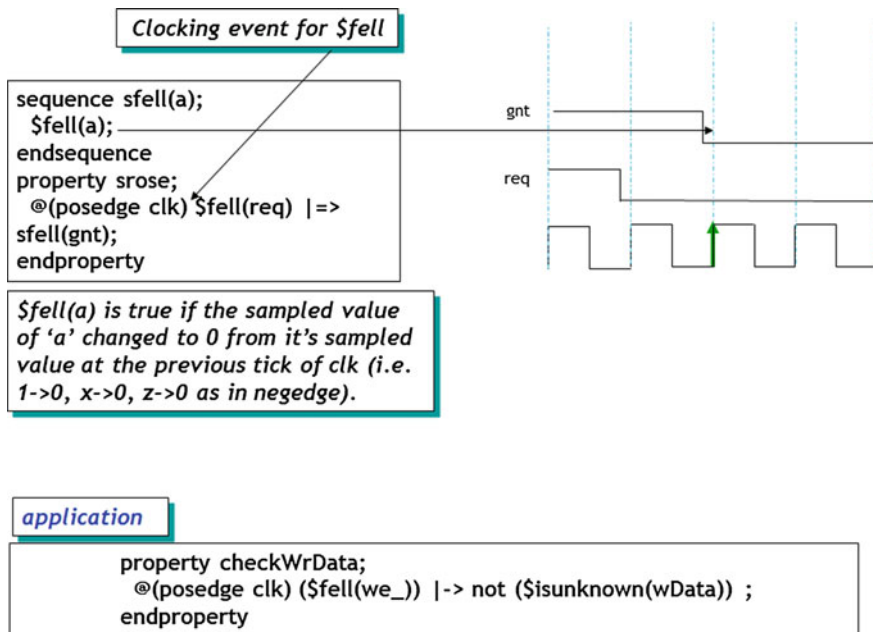 Clocking event for $fell
sequence sfell(a);
$fell(a);
endsequence
property srose;
@(posedge clk) $fell(req) |=>
sfell(gnt);
endproperty
gnt
req
$fell(a) is true if the sampled value
of ‘a’ changed to 0 from it’s sampled
value at the previous tick of clk (i.e.
1->0, x->0, z->0 as in negedge).
application
property checkWrData;
@(posedge clk) ($fell(we_)) |-> not ($isunknown(wData)) ;
endproperty